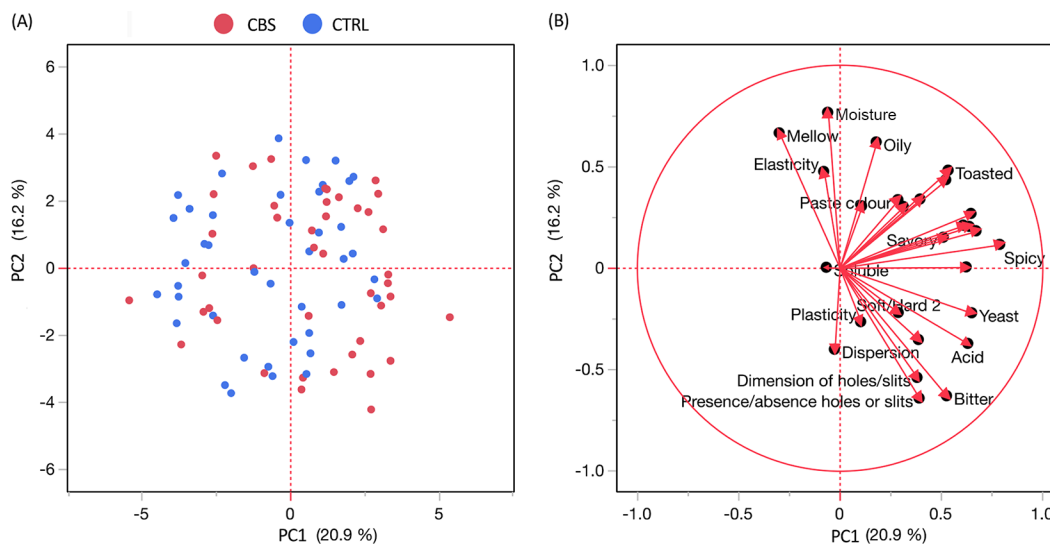 (A)
CBS
CTRL
(B)
6
4
2
0
-2
-4
-6
PC2 (16.2 %)
-5
0
5
PC1 (20.9 %)
1.0
0.5
0
-0.5
-1.0
PC2 (16.2 %)
Moisture
Mellow
Oily
Elasticity
Toasted
Paste colour
Savory
Spicy
Soluble
Soft/Hard 2
Plasticity
Yeast
Dispersion
Acid
Dimension of holes/slits
Presence/absence holes or slits
Bitter
-1.0
-0.5
0
0.5
1.0
PC1 (20.9 %)